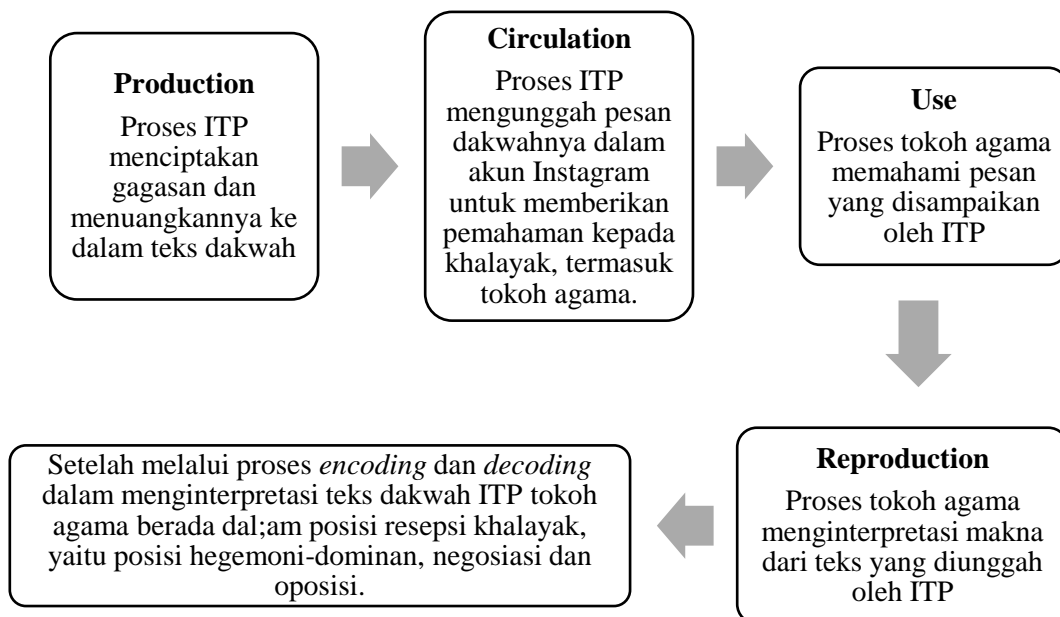 Production
Proses ITP
menciptakan
gagasan dan
menuangkannya ke
dalam teks dakwah
Circulation
Proses ITP
mengunggah pesan
dakwahnya dalam
akun Instagram
untuk memberikan
pemahaman kepada
khalayak, termasuk
tokoh agama.
Use
Proses tokoh agama
memahami pesan
yang disampaikan
oleh ITP
Reproduction
Proses tokoh agama
menginterpretasi makna
dari teks yang diunggah
oleh ITP
Setelah melalui proses encoding dan decoding
dalam menginterpretasi teks dakwah ITP tokoh
agama berada dal;am posisi resepsi khalayak,
yaitu posisi hegemoni-dominan, negosiasi dan
oposisi.